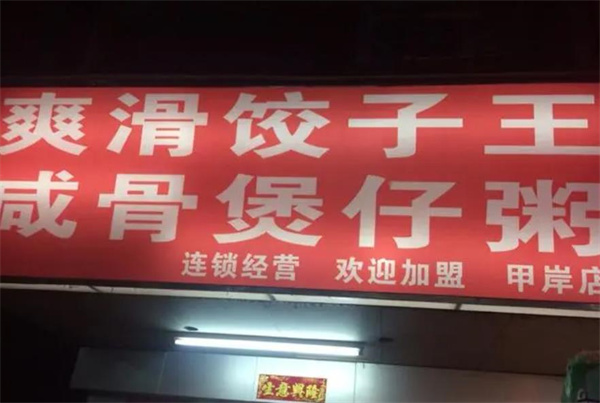 爽滑饺子王
咸骨煲仔粥
连锁经营 欢迎加盟 甲岸店
生意興隆